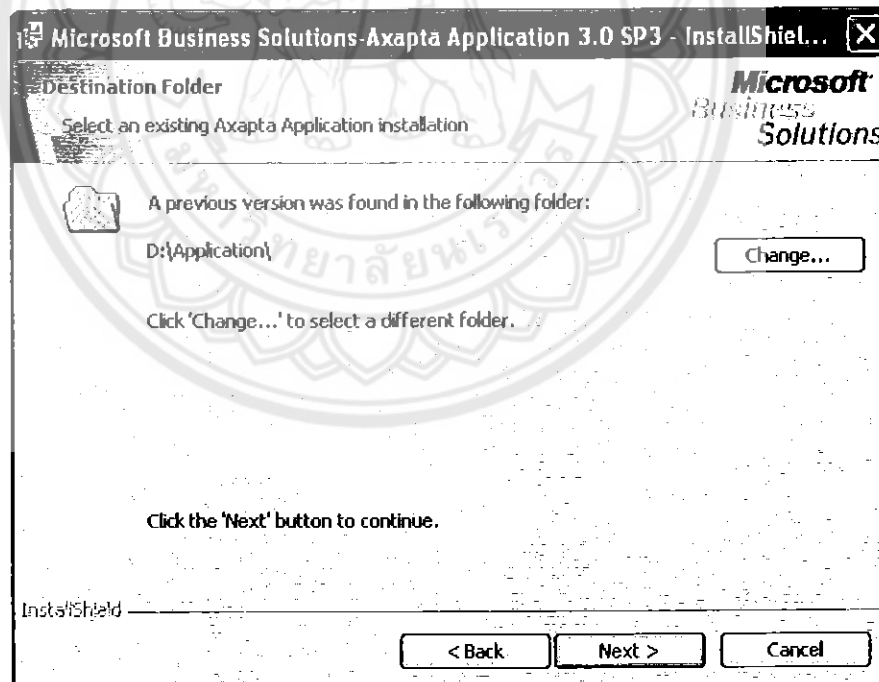 Microsoft Business Solutions-Axapta Application 3.0 SP3 - InstallShiel...
Destination Folder
Select an existing Axapta Application installation
Microsoft
Business
Solutions
A previous version was found in the following folder:
D:\Application\
Change...
Click 'Change...' to select a different folder.
Click the 'Next' button to continue.
InstallShield
< Back
Next >
Cancel